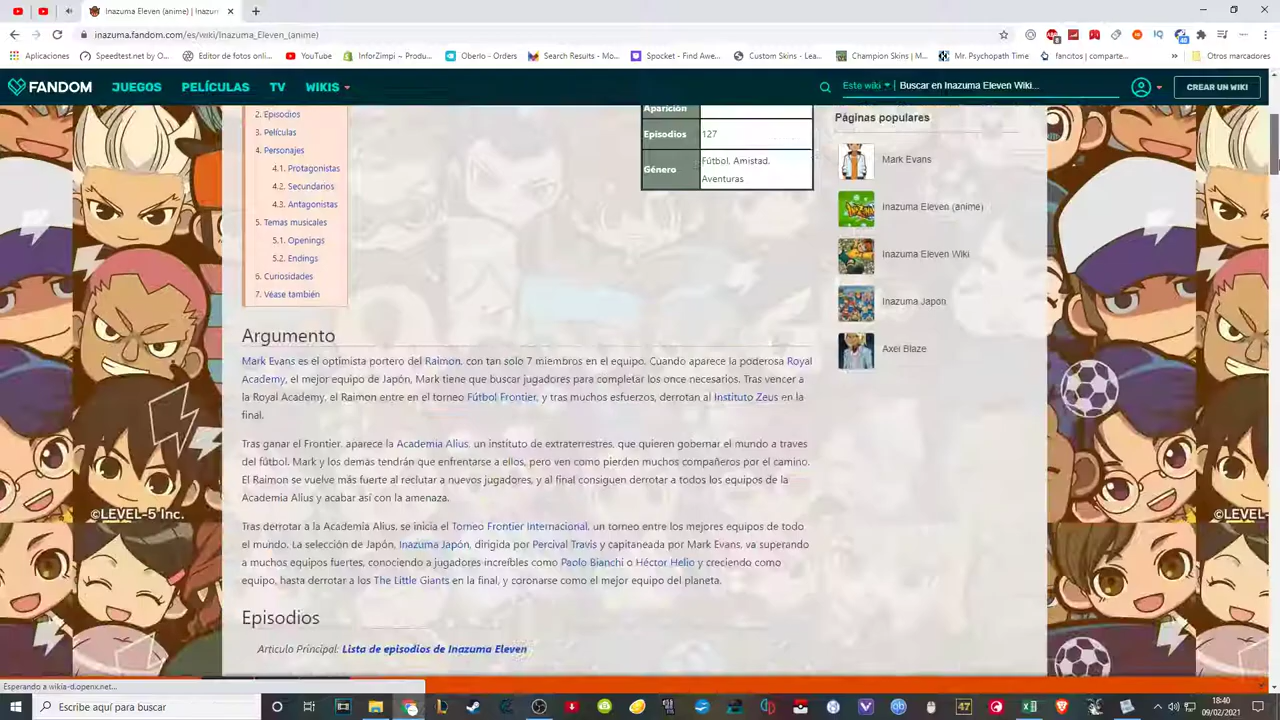 Inazuma Eleven (anime) | Inazum
inazuma.fandom.com/es/wiki/Inazuma_Eleven_(anime)
Aplicaciones
Speedtest.net by O...
Editor de fotos onli...
YouTube
InforZimpi ~ Produ...
Oberlo - Orders
Search Results - Mo...
Spocket - Find Awe...
Custom Skins - Lea...
Champion Skins | M...
Mr. Psychopath Time
fancitos | comparte...
Otros marcadores
FANDOM
JUEGOS
PELÍCULAS
TV
WIKIS
Este wiki
Buscar en Inazuma Eleven Wiki...
CREAR UN WIKI
2. Episodios
3. Películas
4. Personajes
4.1. Protagonistas
4.2. Secundarios
4.3. Antagonistas
5. Temas musicales
5.1. Openings
5.2. Endings
6. Curiosidades
7. Véase también
Aparición
Episodios 127
Género Fútbol, Amistad,
Aventuras
Páginas populares
Mark Evans
Inazuma Eleven (anime)
Inazuma Eleven Wiki
Inazuma Japón
Axel Blaze
Argumento
Mark Evans es el optimista portero del Raimon, con tan solo 7 miembros en el equipo. Cuando aparece la poderosa Royal
Academy, el mejor equipo de Japón, Mark tiene que buscar jugadores para completar los once necesarios. Tras vencer a
la Royal Academy, el Raimon entre en el torneo Fútbol Frontier, y tras muchos esfuerzos, derrotan al Instituto Zeus en la
final.
Tras ganar el Frontier, aparece la Academia Alius, un instituto de extraterrestres, que quieren gobernar el mundo a traves
del fútbol. Mark y los demás tendrán que enfrentarse a ellos, pero ven como pierden muchos compañeros por el camino.
El Raimon se vuelve más fuerte al reclutar a nuevos jugadores, y al final consiguen derrotar a todos los equipos de la
Academia Alius y acabar así con la amenaza.
Tras derrotar a la Academia Alius, se inicia el Torneo Frontier Internacional, un torneo entre los mejores equipos de todo
el mundo. La selección de Japón, Inazuma Japón, dirigida por Percival Travis y capitaneada por Mark Evans, va superando
a muchos equipos fuertes, conociendo a jugadores increíbles como Paolo Bianchi o Héctor Helio y creciendo como
equipo, hasta derrotar a los The Little Giants en la final, y coronarse como el mejor equipo del planeta.
Episodios
Artículo Principal: Lista de episodios de Inazuma Eleven
©LEVEL-5 Inc.
©LEVEL-5 Inc.
©LEVEL-5
Esperando a wikia-d.openx.net...
Escribe aquí para buscar
47
18:40
09/02/2021